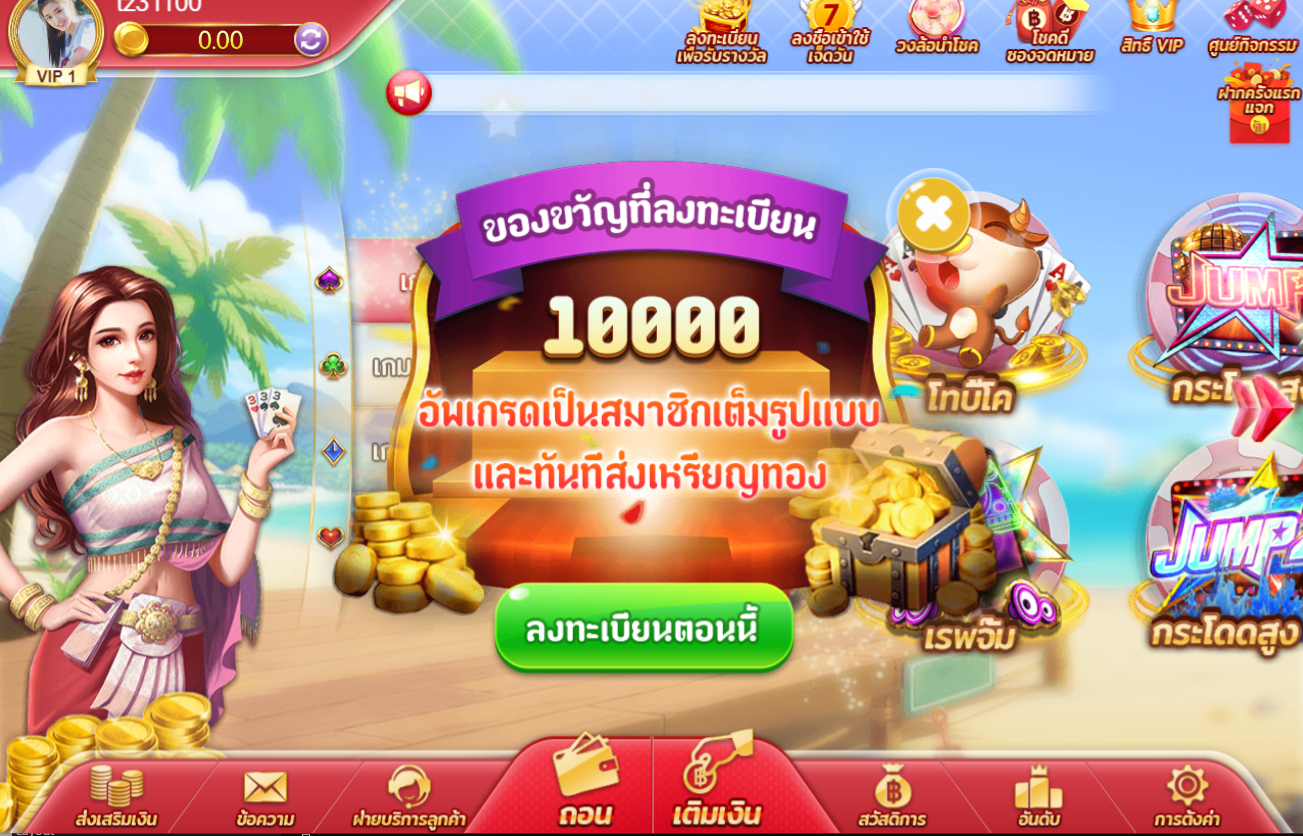 tz31100
0.00
VIP 1
ลงทะเบียน
เพื่อรับรางวัล
ลงชื่อเข้าใช้
เจ็ดวัน
7
วงล้อนำโชค
โชคดี
ซองจดหมาย
สิทธิ์ VIP
ศูนย์กิจกรรม
ฝากครั้งแรก
แจก
ของขวัญที่ลงทะเบียน
10000
อัพเกรดเป็นสมาชิกเต็มรูปแบบ
และทันทีส่งเหรียญทอง
ลงทะเบียนตอนนี้
เกม
โทบีโค
JUMP
เรพจิ้ม
JUMP2
กระโดดสูง
ส่งเสริมเงิน
ข้อความ
ฝ่ายบริการลูกค้า
ถอน
เติมเงิน
สวัสดิการ
อันดับ
การตั้งค่า